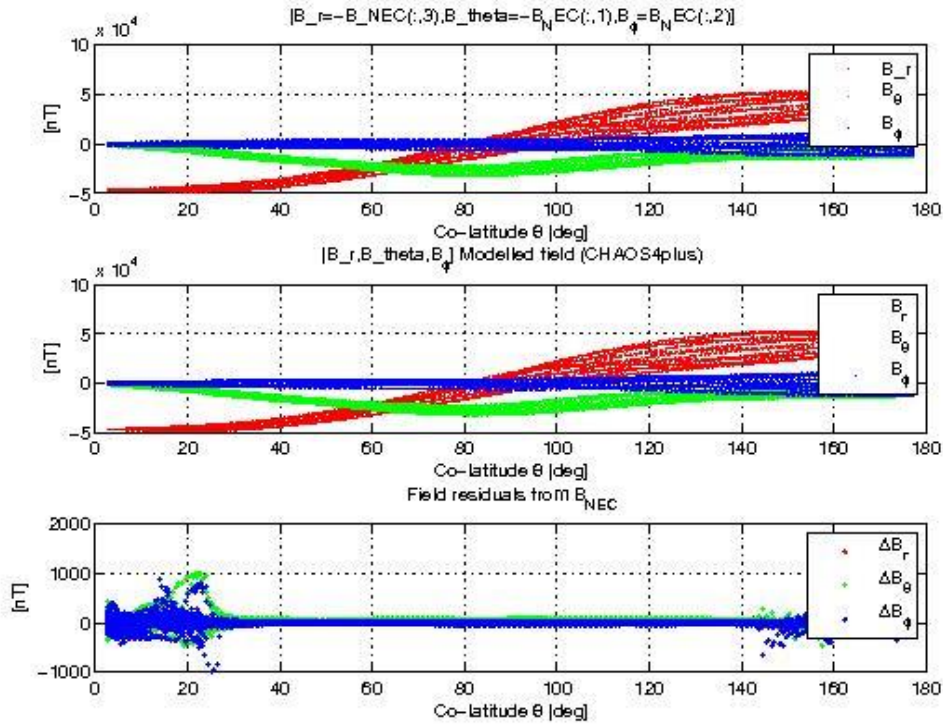 |B_r=−B_NEC(:,3),B_theta=−B_NEC(:,1),B_ϕ=B_NEC(:,2)]
x 10^4
10
5
0
−5
[nT]
B_r
B_θ
B_ϕ
0 20 40 60 80 100 120 140 160 180
Co−latitude θ [deg]
|B_r,B_theta,B_ϕ] Modelled field (CHAOS4plus)
x 10^4
10
5
0
−5
[nT]
B_r
B_θ
B_ϕ
0 20 40 60 80 100 120 140 160 180
Co−latitude θ [deg]
Field residuals from B_NEC
2000
1000
0
−1000
[nT]
ΔB_r
ΔB_θ
ΔB_ϕ
0 20 40 60 80 100 120 140 160 180
Co−latitude θ [deg]